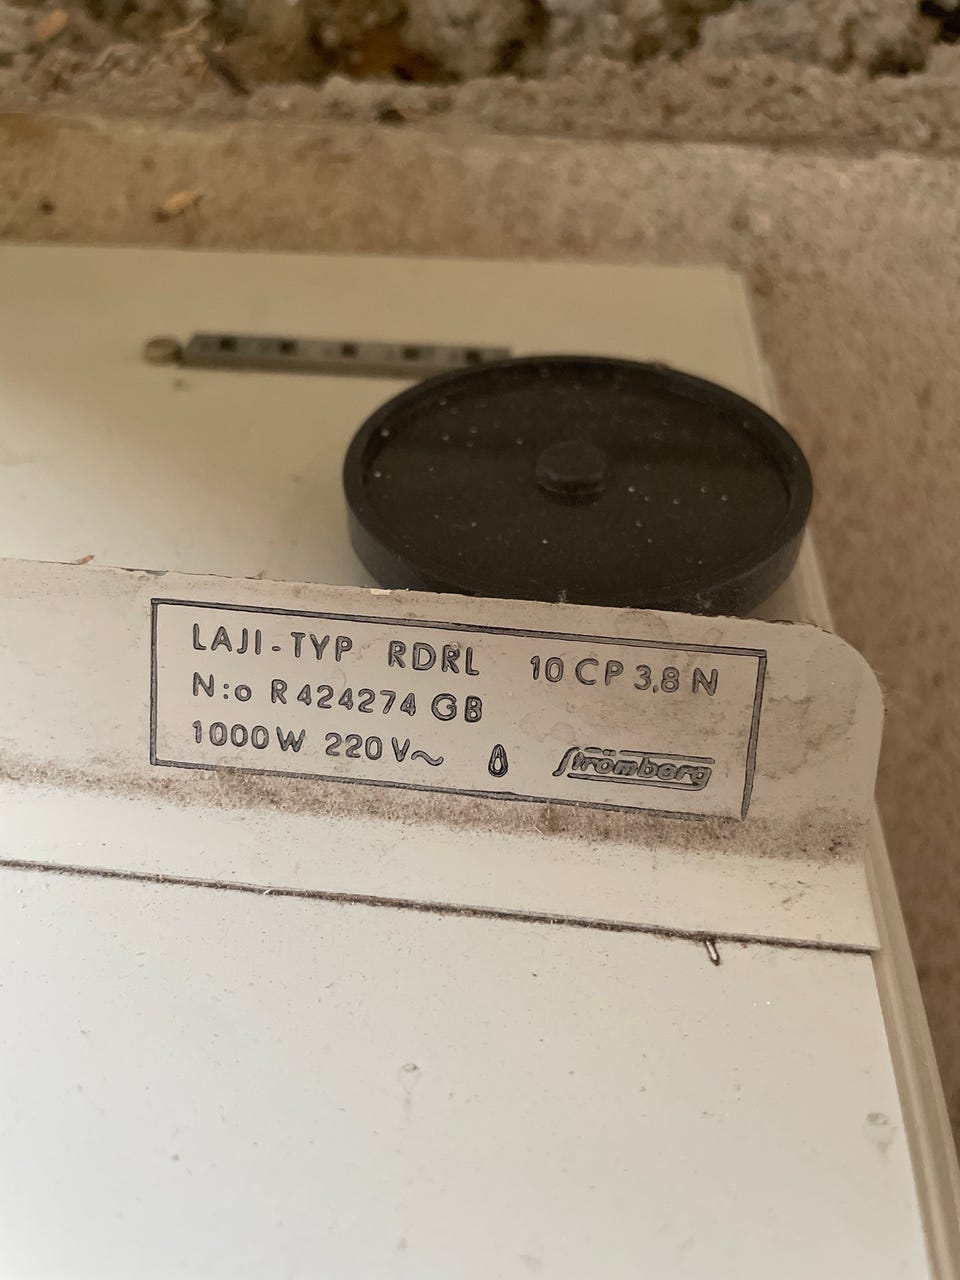 LAJI-TYP RDRL 10 CP 3,8 N
N:o R 424274 GB
1000W 220V~ Strömberg